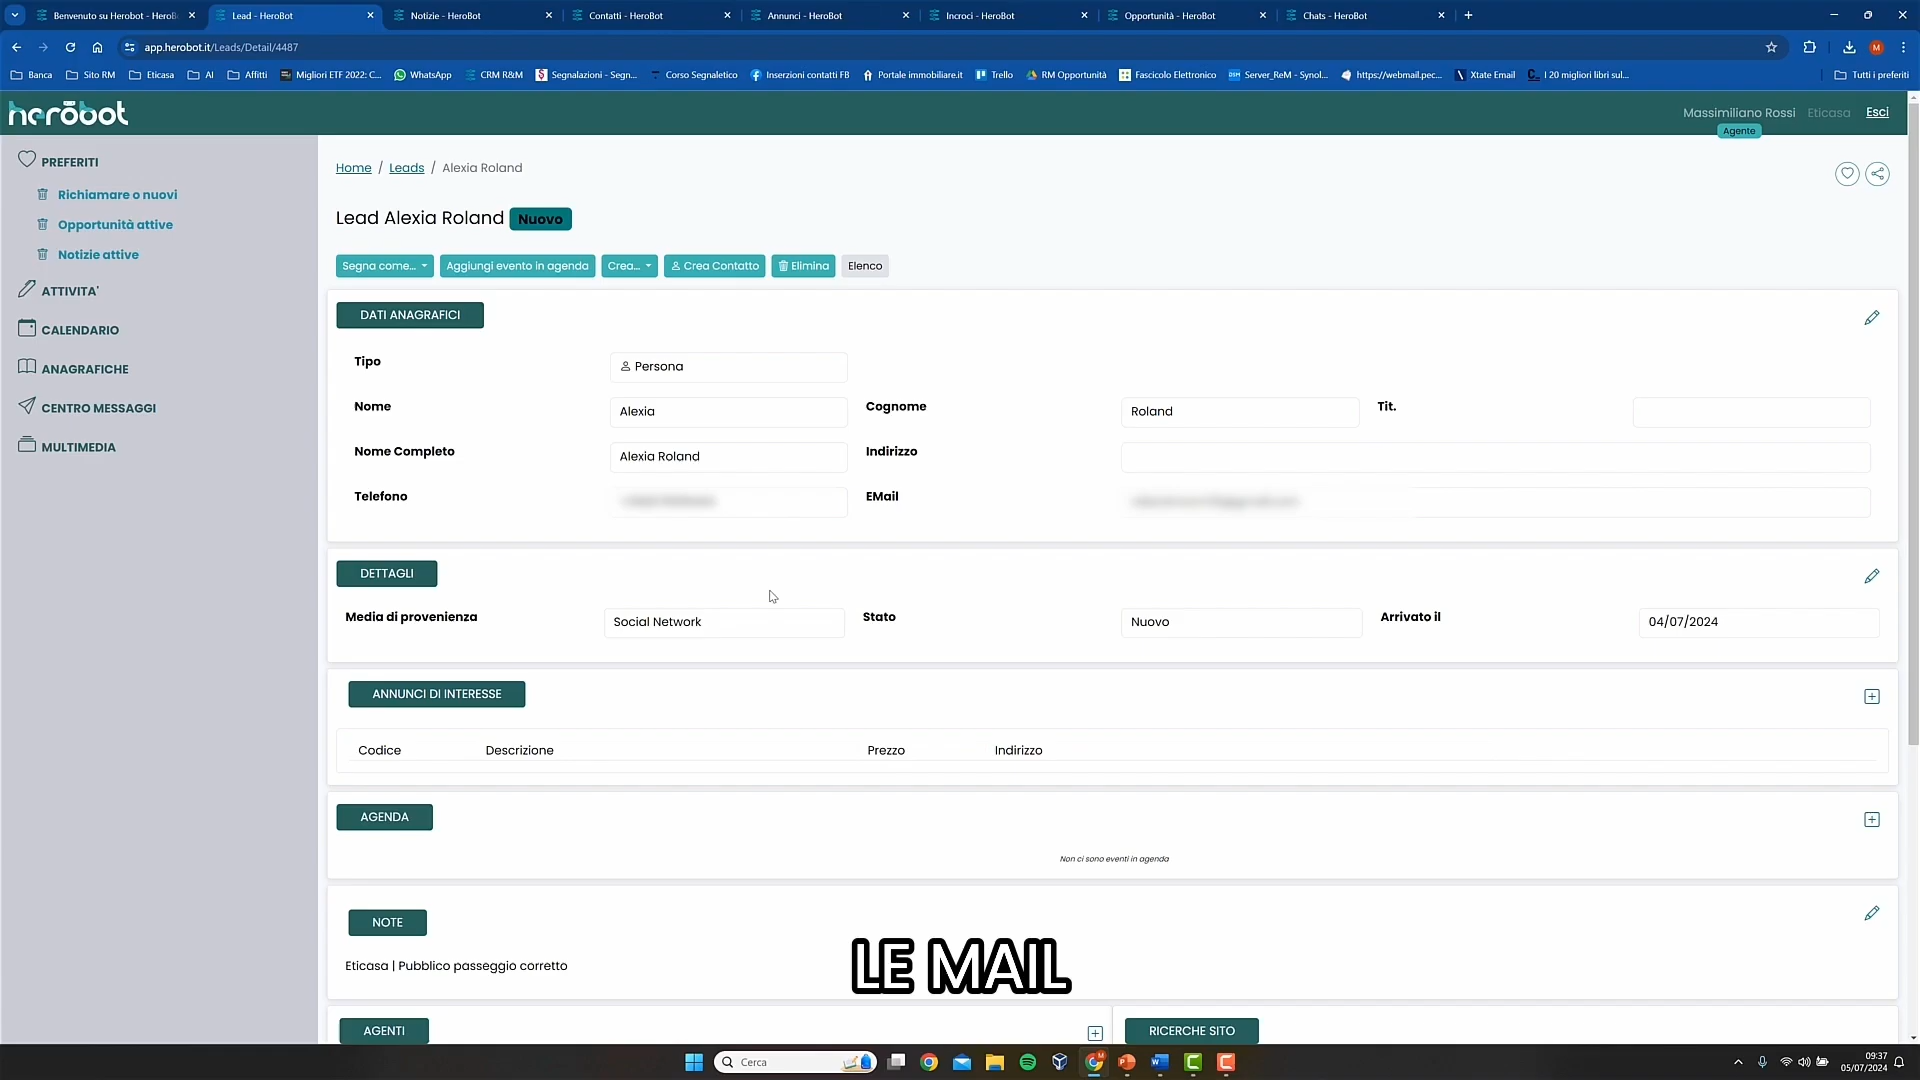 Benvenuto su Herobot - HeroB
Lead - HeroBot
Notizie - HeroBot
Contatti - HeroBot
Annunci - HeroBot
Incroci - HeroBot
Opportunità - HeroBot
Chats - HeroBot
app.herobot.it/Leads/Detail/4487
Banca
Sito RM
Eticasa
AI
Affitti
Migliori ETF 2022: C...
WhatsApp
CRM R&M
Segnalazioni - Segn...
Corso Segnaletico
Inserzioni contatti FB
Portale immobiliare.it
Trello
RM Opportunità
Fascicolo Elettronico
Server_ReM - Synol...
https://webmail.pec...
Xtate Email
I 20 migliori libri sul...
Tutti i preferiti
herobot
Massimiliano Rossi
Eticasa
Esci
Agente
PREFERITI
Richiamare o nuovi
Opportunità attive
Notizie attive
ATTIVITA'
CALENDARIO
ANAGRAFICHE
CENTRO MESSAGGI
MULTIMEDIA
Home / Leads / Alexia Roland
Lead Alexia Roland Nuovo
Segna come...
Aggiungi evento in agenda
Crea...
Crea Contatto
Elimina
Elenco
DATI ANAGRAFICI
Tipo
Persona
Nome
Alexia
Cognome
Roland
Tit.
Nome Completo
Alexia Roland
Indirizzo
Telefono
EMail
DETTAGLI
Media di provenienza
Social Network
Stato
Nuovo
Arrivato il
04/07/2024
ANNUNCI DI INTERESSE
Codice
Descrizione
Prezzo
Indirizzo
AGENDA
Non ci sono eventi in agenda
NOTE
Eticasa | Pubblico passeggio corretto
LE MAIL
AGENTI
RICERCHE SITO
Cerca
09:37
05/07/2024